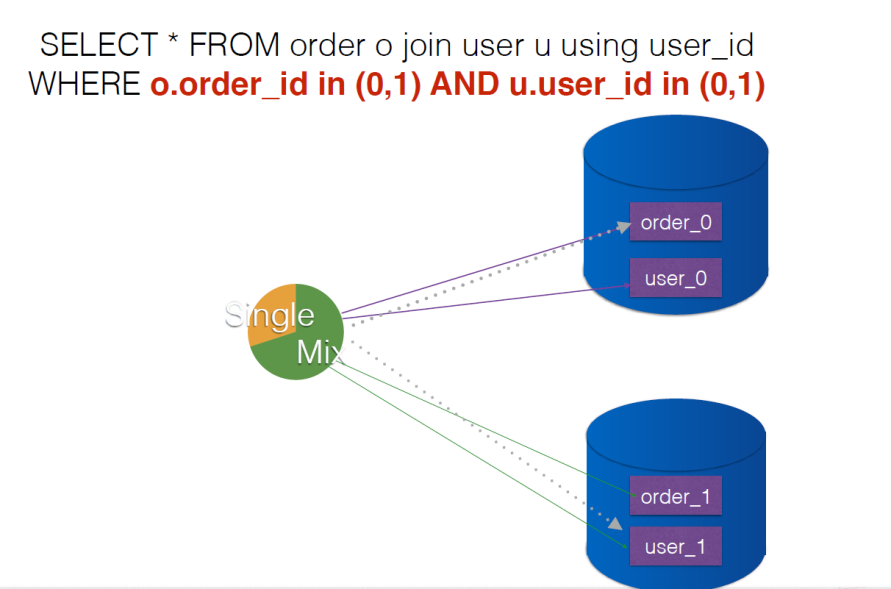 SELECT * FROM order o join user u using user_id
WHERE o.order_id in (0,1) AND u.user_id in (0,1)
order_0
user_0
Single
Mix
order_1
user_1